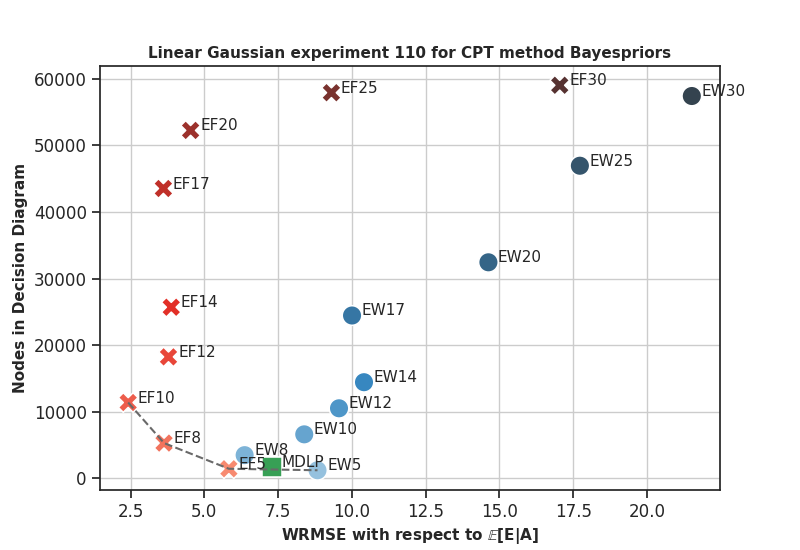 Linear Gaussian experiment 110 for CPT method Bayespriors
Nodes in Decision Diagram
60000
50000
40000
30000
20000
10000
0
EF30
EF25
EW30
EF20
EW25
EF17
EW20
EF14
EW17
EF12
EW14
EF10
EW12
EF8
EW10
EW8
EF5
MDLP
EW5
2.5 5.0 7.5 10.0 12.5 15.0 17.5 20.0
WRMSE with respect to 𝔼[E|A]